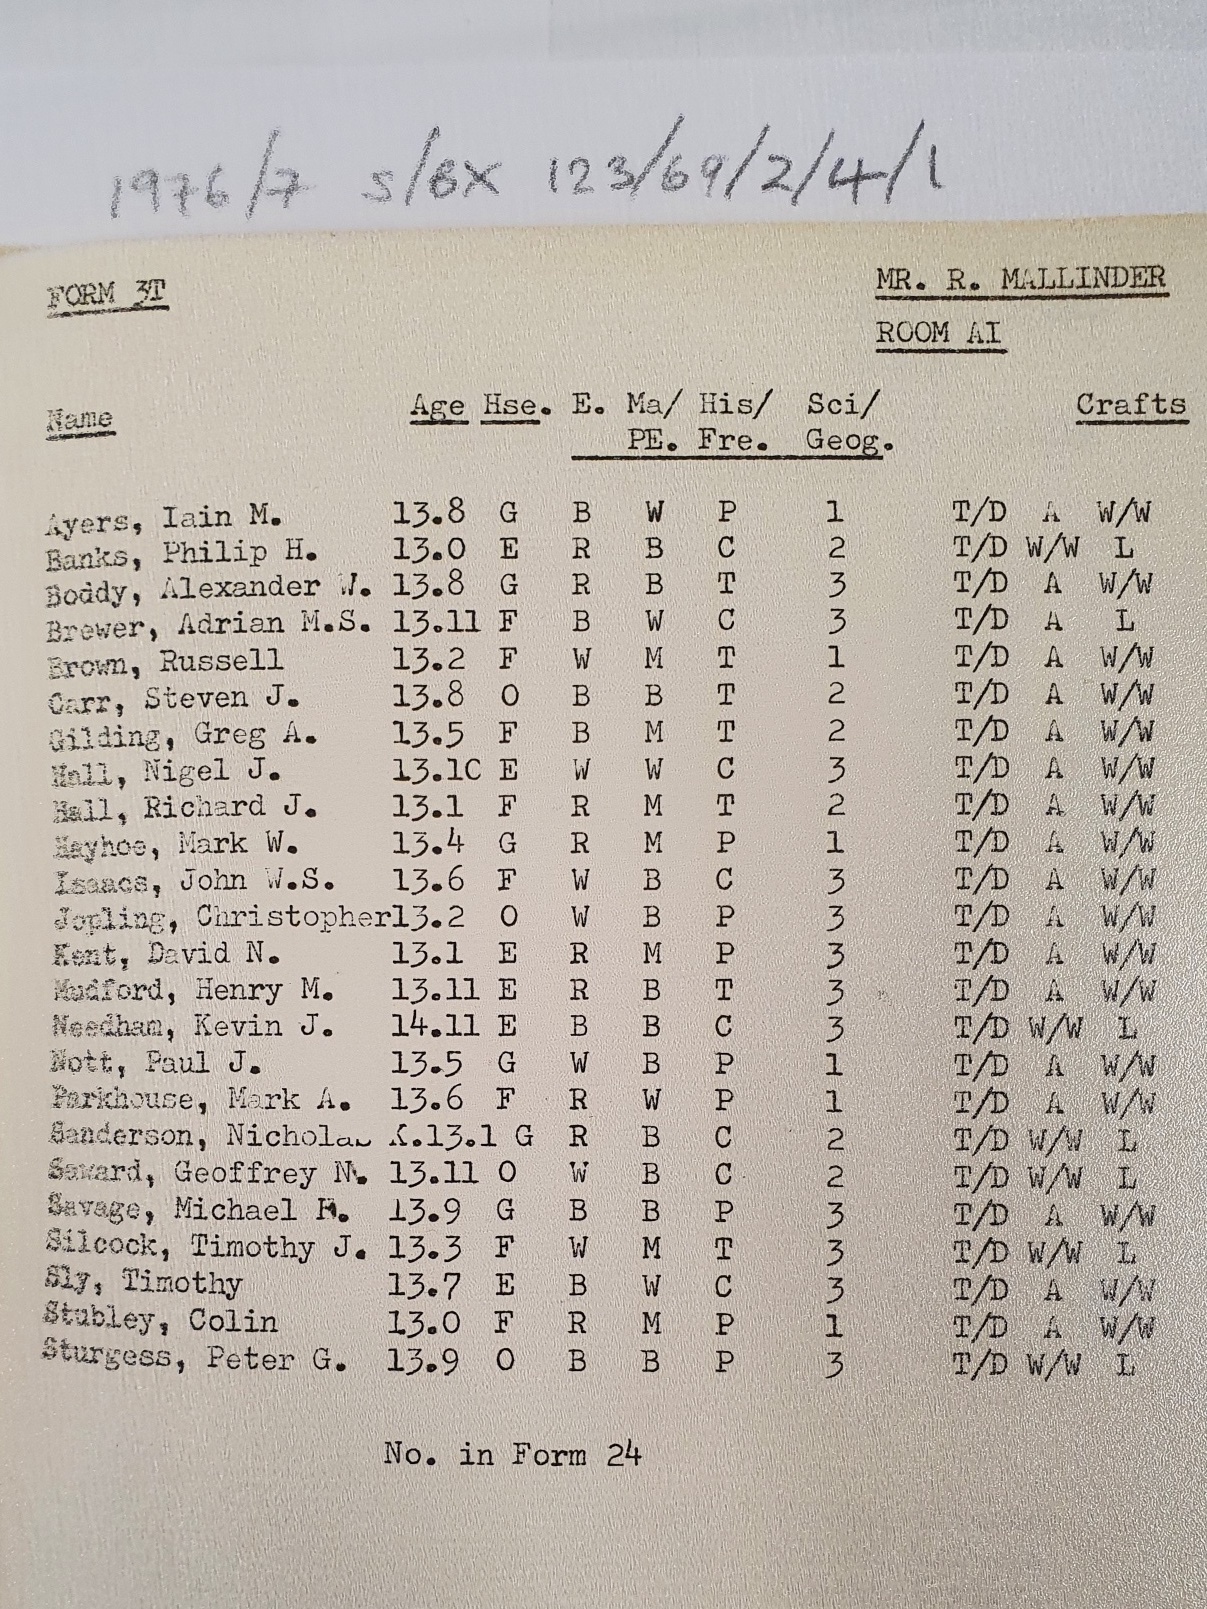 1976/7 S/BX 123/69/2/4/1
FORM 3T MR. R. MALLINDER
ROOM AI
Name Age Hse. E. Ma/ His/ Sci/ Crafts
PE. Fre. Geog.
Ayers, Iain M. 13.8 G B W P 1 T/D A W/W
Banks, Philip H. 13.0 E R B C 2 T/D W/W L
Boddy, Alexander W. 13.8 G R B T 3 T/D A W/W
Brewer, Adrian M.S. 13.11 F B W C 3 T/D A L
Brown, Russell 13.2 F W M T 1 T/D A W/W
Carr, Steven J. 13.8 O B B T 2 T/D A W/W
Gilding, Greg A. 13.5 F B M T 2 T/D A W/W
Hall, Nigel J. 13.10 E W W C 3 T/D A W/W
Hall, Richard J. 13.1 F R M T 2 T/D A W/W
Hayhoe, Mark W. 13.4 G R M P 1 T/D A W/W
Isaacs, John W.S. 13.6 F W B C 3 T/D A W/W
Jopling, Christopher 13.2 O W B P 3 T/D A W/W
Kent, David N. 13.1 E R M P 3 T/D A W/W
Mudford, Henry M. 13.11 E R B T 3 T/D A W/W
Needham, Kevin J. 14.11 E B B C 3 T/D W/W L
Nott, Paul J. 13.5 G W B P 1 T/D A W/W
Parkhouse, Mark A. 13.6 F R W P 1 T/D A W/W
Sanderson, Nicholas K.13.1 G R B C 2 T/D W/W L
Saward, Geoffrey N. 13.11 O W B C 2 T/D W/W L
Savage, Michael 13.9 G B B P 3 T/D A W/W
Silcock, Timothy J. 13.3 F W M T 3 T/D W/W L
Sly, Timothy 13.7 E B W C 3 T/D A W/W
Stubley, Colin 13.0 F R M P 1 T/D A W/W
Sturgess, Peter G. 13.9 O B B P 3 T/D W/W L
No. in Form 24